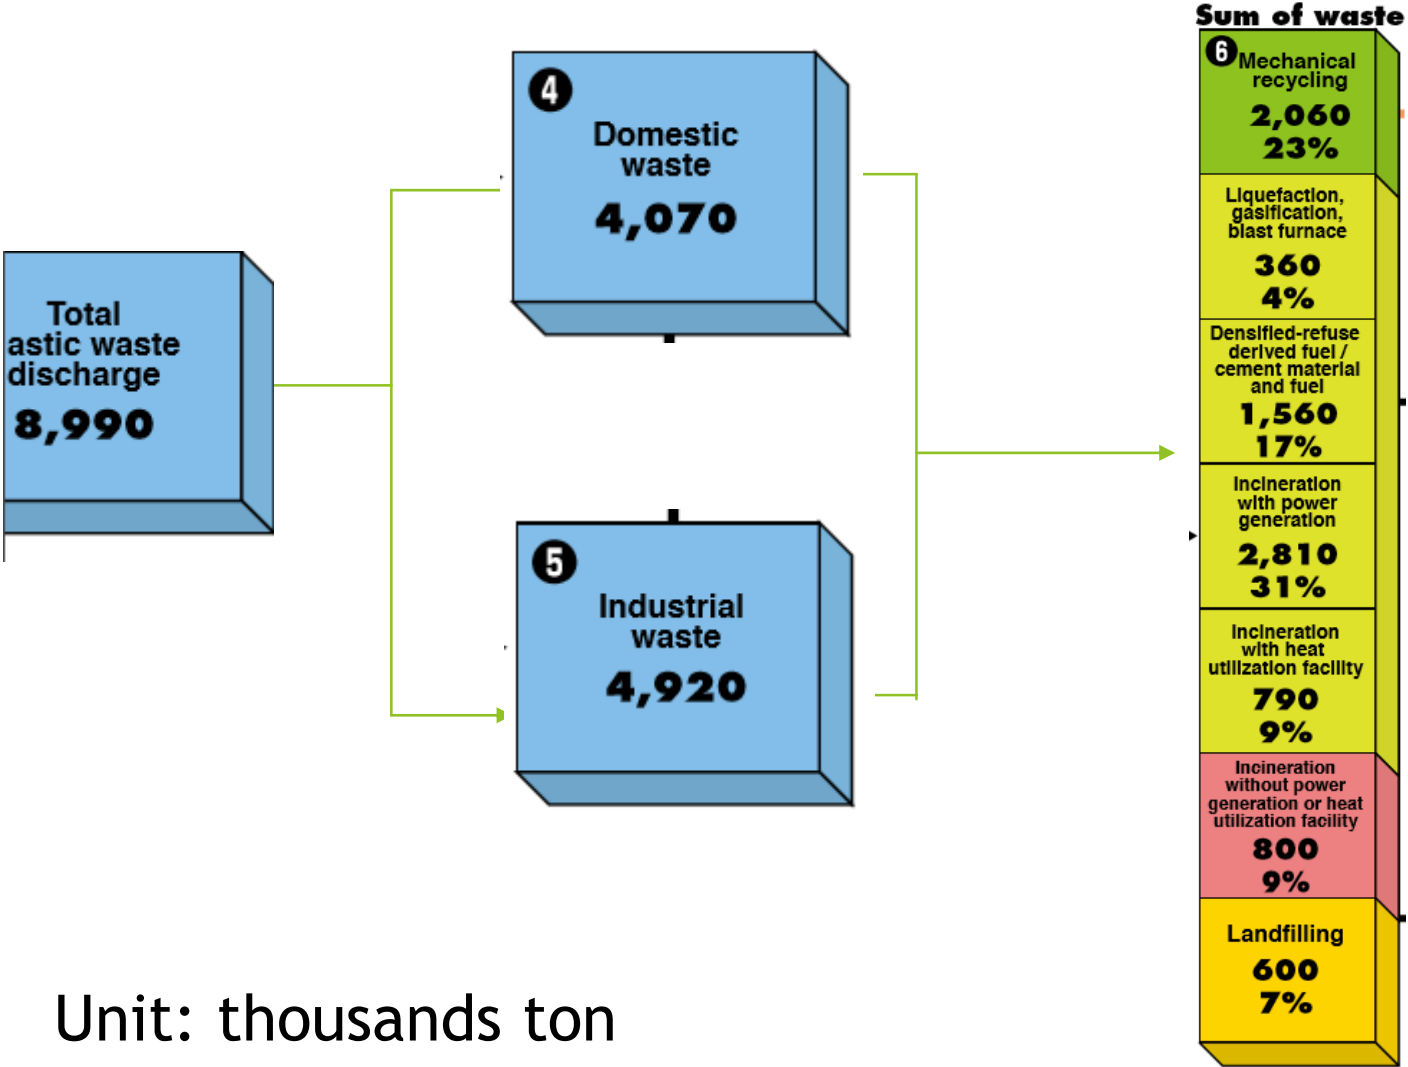 Total
astic waste
discharge
8,990
4
Domestic
waste
4,070
5
Industrial
waste
4,920
Sum of waste
6
Mechanical
recycling
2,060
23%
Liquefaction,
gasification,
blast furnace
360
4%
Densified-refuse
derived fuel /
cement material
and fuel
1,560
17%
Incineration
with power
generation
2,810
31%
Incineration
with heat
utilization facility
790
9%
Incineration
without power
generation or heat
utilization facility
800
9%
Landfilling
600
7%
Unit: thousands ton